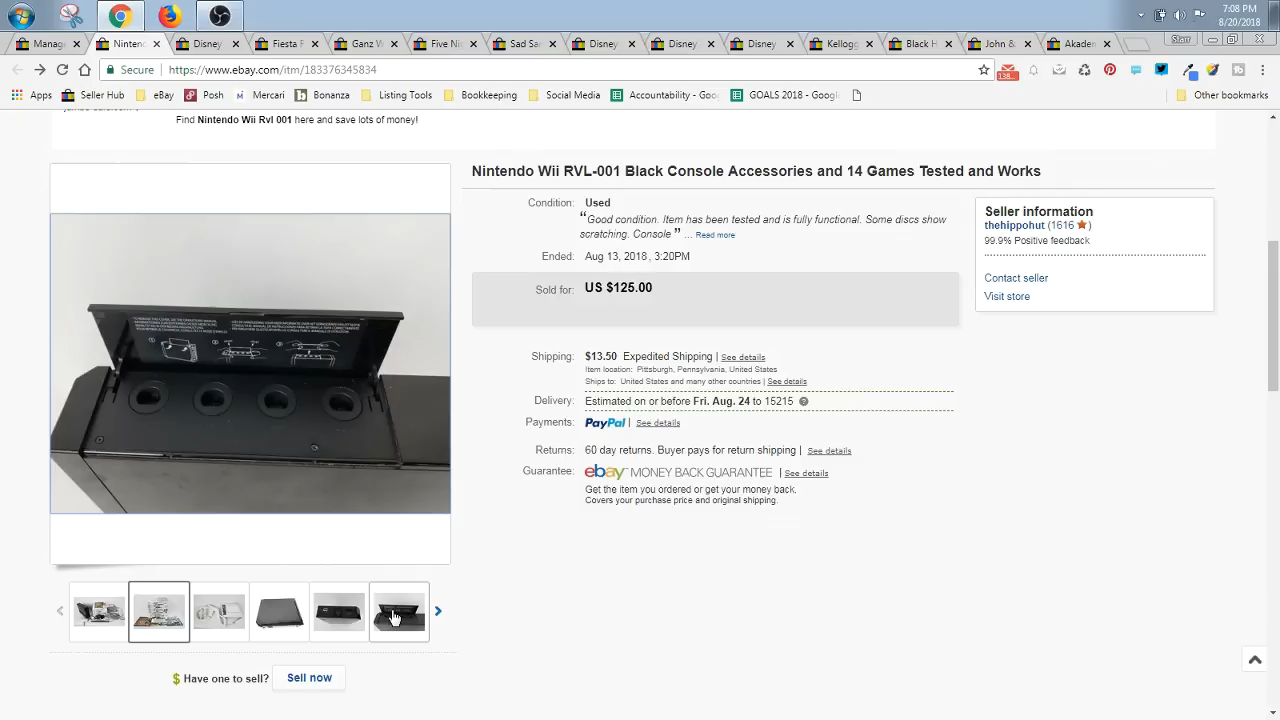 7:08 PM
8/20/2018
Manage
Ninten
Disney
Fiesta F
Ganz W
Five Ni
Sad Sa
Disney
Disney
Disney
Kellogg
Black H
John &
Akaden
Starr
Secure https://www.ebay.com/itm/183376345834
138...
Apps Seller Hub eBay Posh Mercari Bonanza Listing Tools Bookkeeping Social Media Accountability - Goo GOALS 2018 - Google Other bookmarks
Find Nintendo Wii Rvl 001 here and save lots of money!
Nintendo Wii RVL-001 Black Console Accessories and 14 Games Tested and Works
Condition: Used
“Good condition. Item has been tested and is fully functional. Some discs show
scratching. Console ” ... Read more
Ended: Aug 13, 2018 , 3:20PM
Sold for: US $125.00
Shipping: $13.50 Expedited Shipping | See details
Item location: Pittsburgh, Pennsylvania, United States
Ships to: United States and many other countries | See details
Delivery: Estimated on or before Fri. Aug. 24 to 15215
Payments: PayPal | See details
Returns: 60 day returns. Buyer pays for return shipping | See details
Guarantee: ebay MONEY BACK GUARANTEE | See details
Get the item you ordered or get your money back.
Covers your purchase price and original shipping.
Seller information
thehippohut (1616)
99.9% Positive feedback
Contact seller
Visit store
$ Have one to sell? Sell now